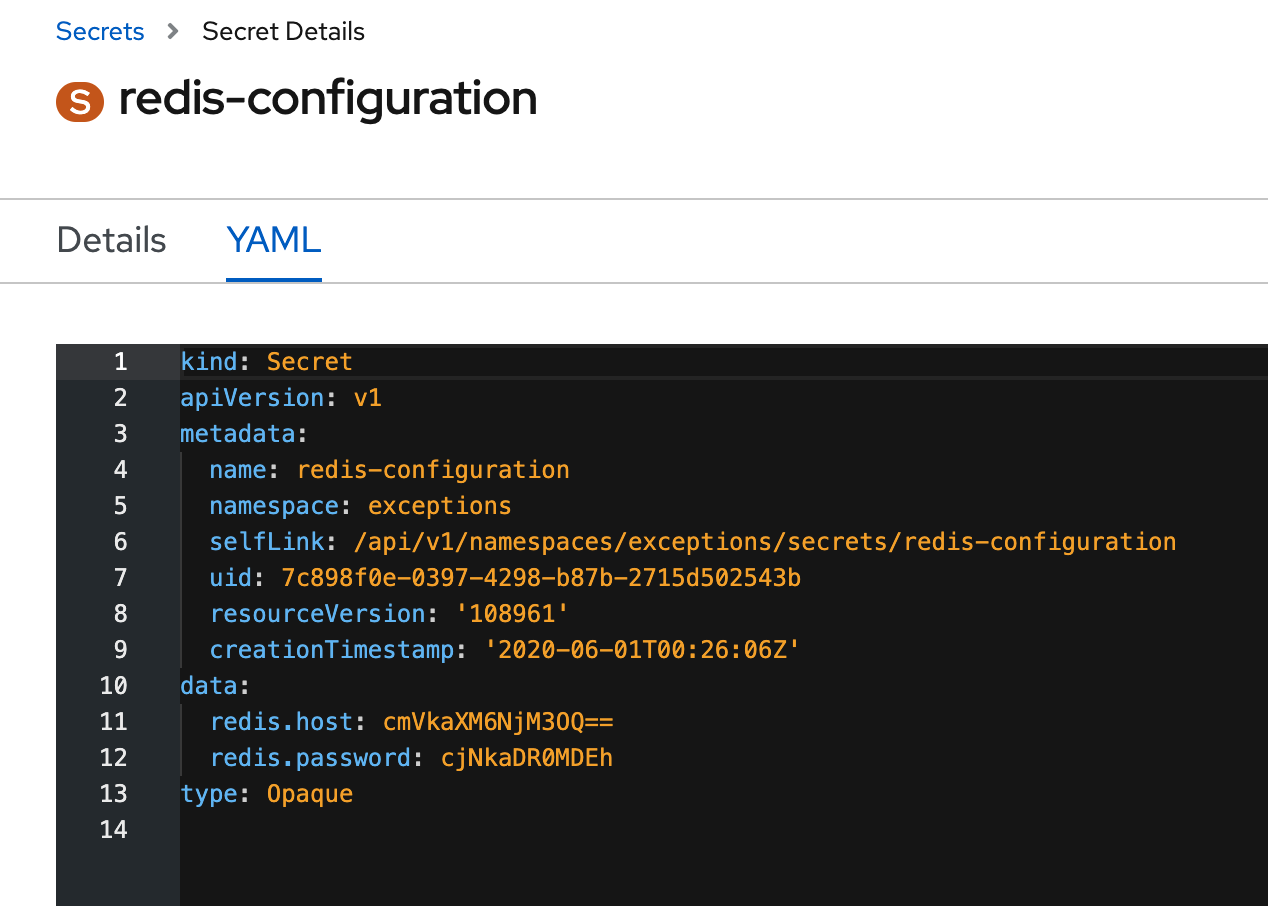 Secrets > Secret Details
S redis-configuration
Details YAML
1 kind: Secret
2 apiVersion: v1
3 metadata:
4 name: redis-configuration
5 namespace: exceptions
6 selfLink: /api/v1/namespaces/exceptions/secrets/redis-configuration
7 uid: 7c898f0e-0397-4298-b87b-2715d502543b
8 resourceVersion: '108961'
9 creationTimestamp: '2020-06-01T00:26:06Z'
10 data:
11 redis.host: cmVkaXM6NjM3OQ==
12 redis.password: cjNkaDR0MDEh
13 type: Opaque
14